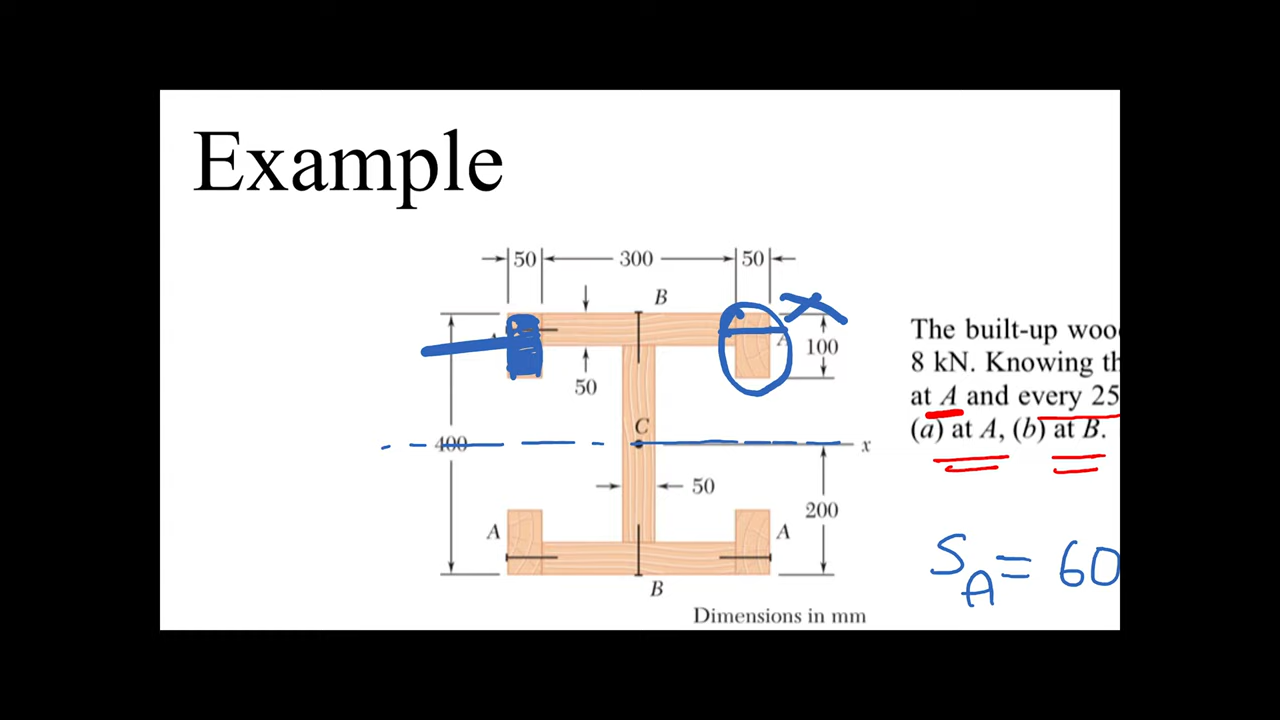 Example
50 300 50
B
A 100
50
The built-up woo
8 kN. Knowing th
at A and every 25
(a) at A, (b) at B.
C
400 x
50
200
A A
B
S_A = 60
Dimensions in mm